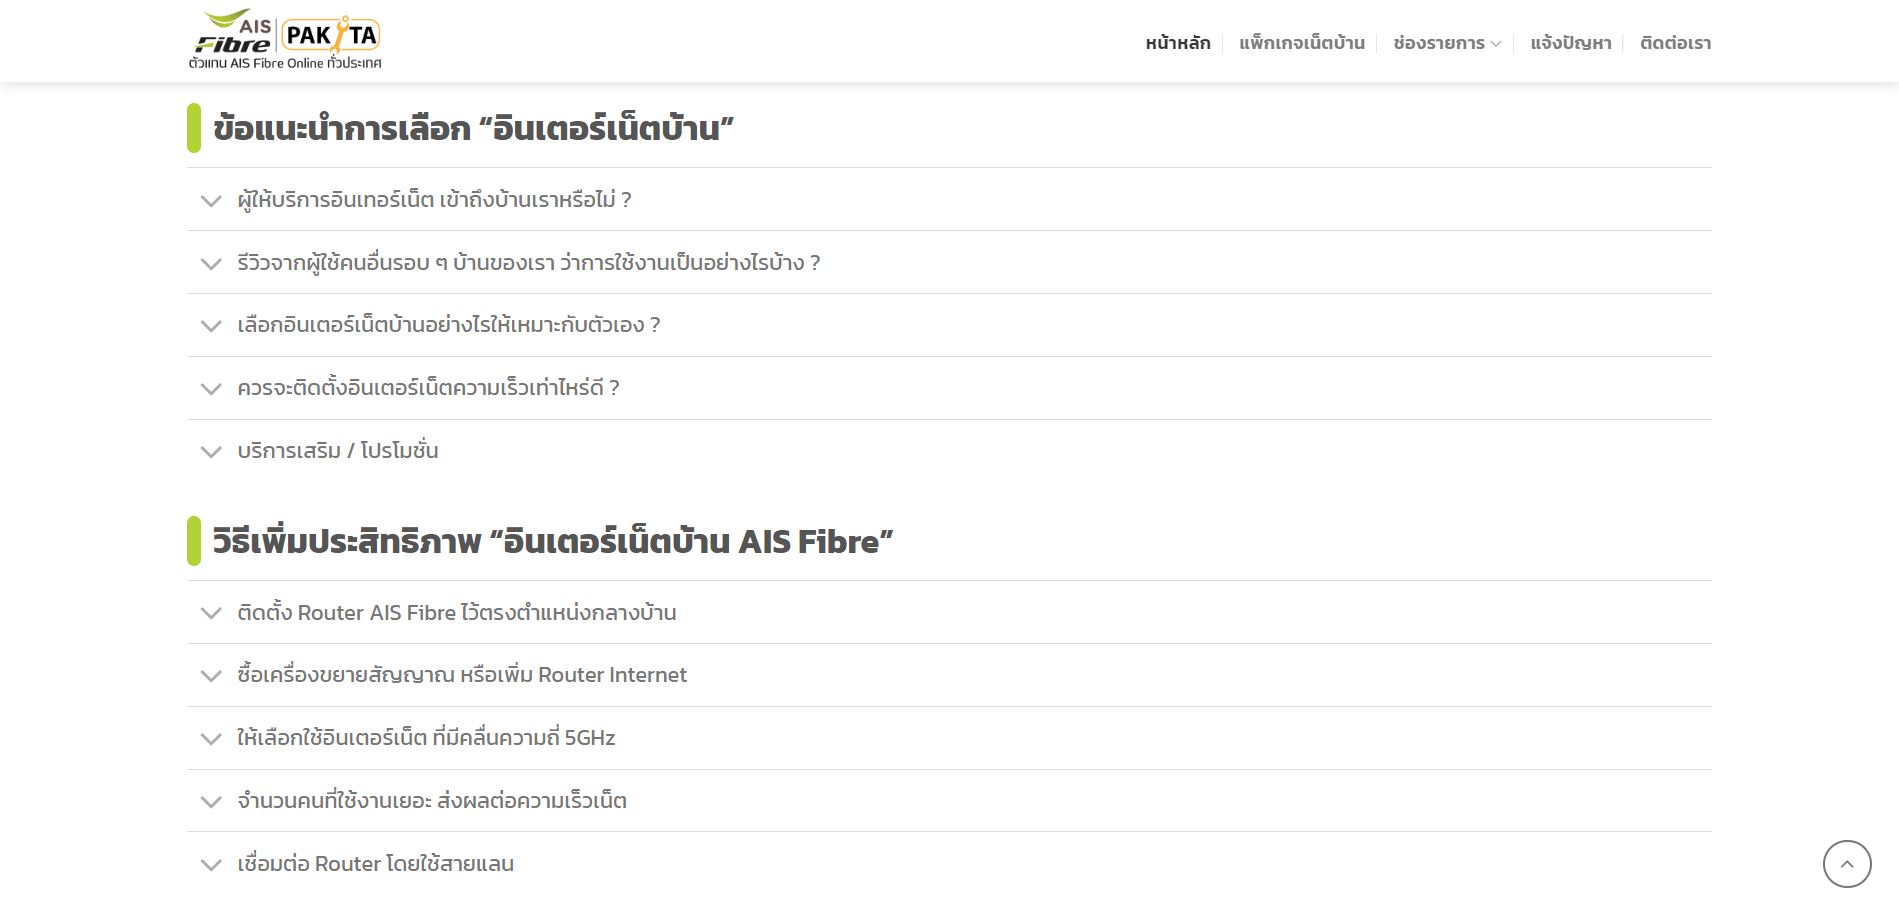 AIS Fibre PAKITA
ตัวแทน AIS Fibre Online ทั่วประเทศ
หน้าหลัก แพ็กเกจเน็ตบ้าน ช่องรายการ แจ้งปัญหา ติดต่อเรา
ข้อแนะนำการเลือก “อินเตอร์เน็ตบ้าน”
ผู้ให้บริการอินเทอร์เน็ต เข้าถึงบ้านเราหรือไม่ ?
รีวิวจากผู้ใช้คนอื่นรอบ ๆ บ้านของเรา ว่าการใช้งานเป็นอย่างไรบ้าง ?
เลือกอินเตอร์เน็ตบ้านอย่างไรให้เหมาะกับตัวเอง ?
ควรจะติดตั้งอินเตอร์เน็ตความเร็วเท่าไหร่ดี ?
บริการเสริม / โปรโมชั่น
วิธีเพิ่มประสิทธิภาพ “อินเตอร์เน็ตบ้าน AIS Fibre”
ติดตั้ง Router AIS Fibre ไว้ตรงตำแหน่งกลางบ้าน
ซื้อเครื่องขยายสัญญาณ หรือเพิ่ม Router Internet
ให้เลือกใช้อินเตอร์เน็ต ที่มีคลื่นความถี่ 5GHz
จำนวนคนที่ใช้งานเยอะ ส่งผลต่อความเร็วเน็ต
เชื่อมต่อ Router โดยใช้สายแลน